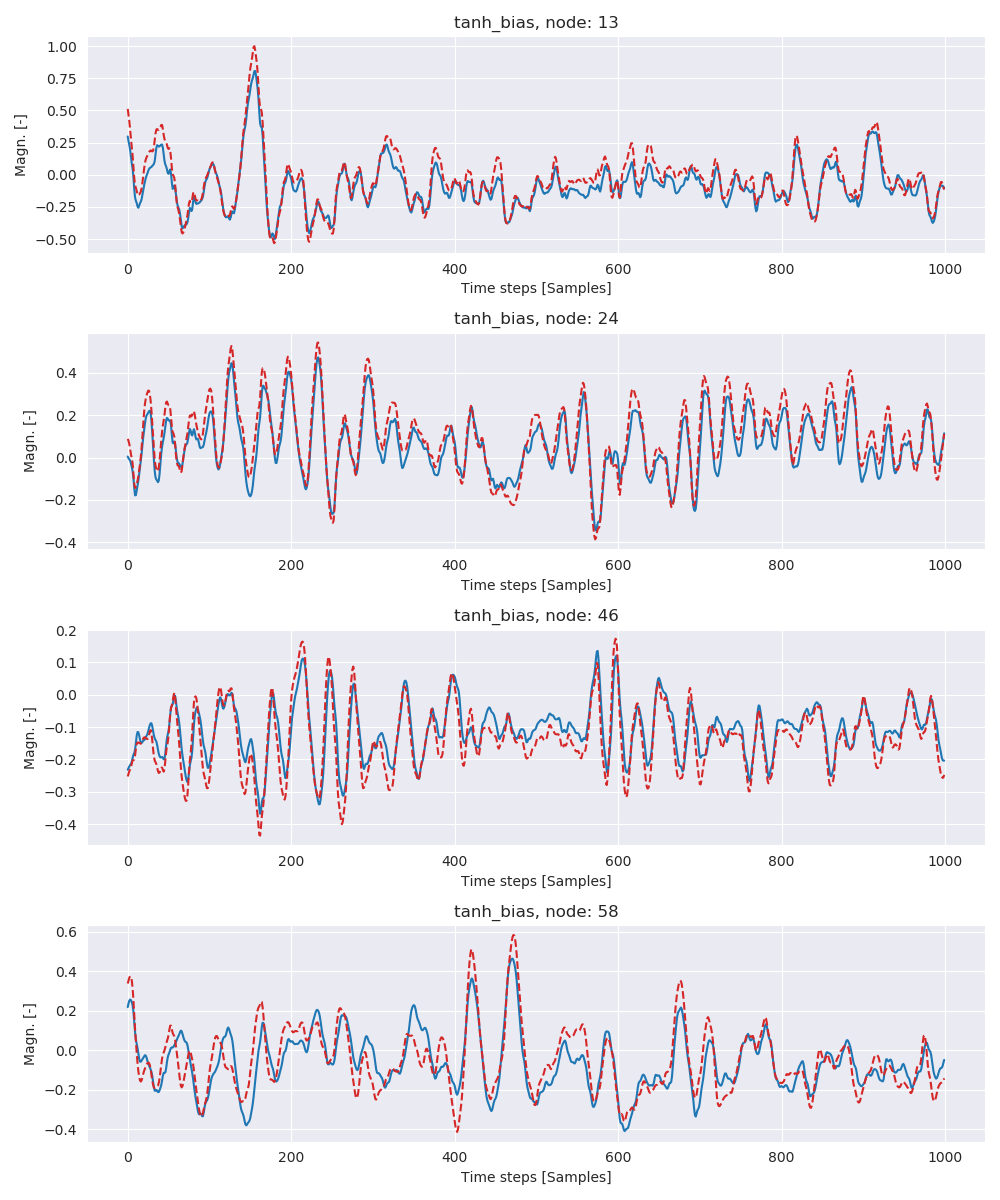 tanh_bias, node: 13
Magn. [-]
1.00
0.75
0.50
0.25
0.00
−0.25
−0.50
0 200 400 600 800 1000
Time steps [Samples]
tanh_bias, node: 24
Magn. [-]
0.4
0.2
0.0
−0.2
−0.4
0 200 400 600 800 1000
Time steps [Samples]
tanh_bias, node: 46
Magn. [-]
0.2
0.1
0.0
−0.1
−0.2
−0.3
−0.4
0 200 400 600 800 1000
Time steps [Samples]
tanh_bias, node: 58
Magn. [-]
0.6
0.4
0.2
0.0
−0.2
−0.4
0 200 400 600 800 1000
Time steps [Samples]